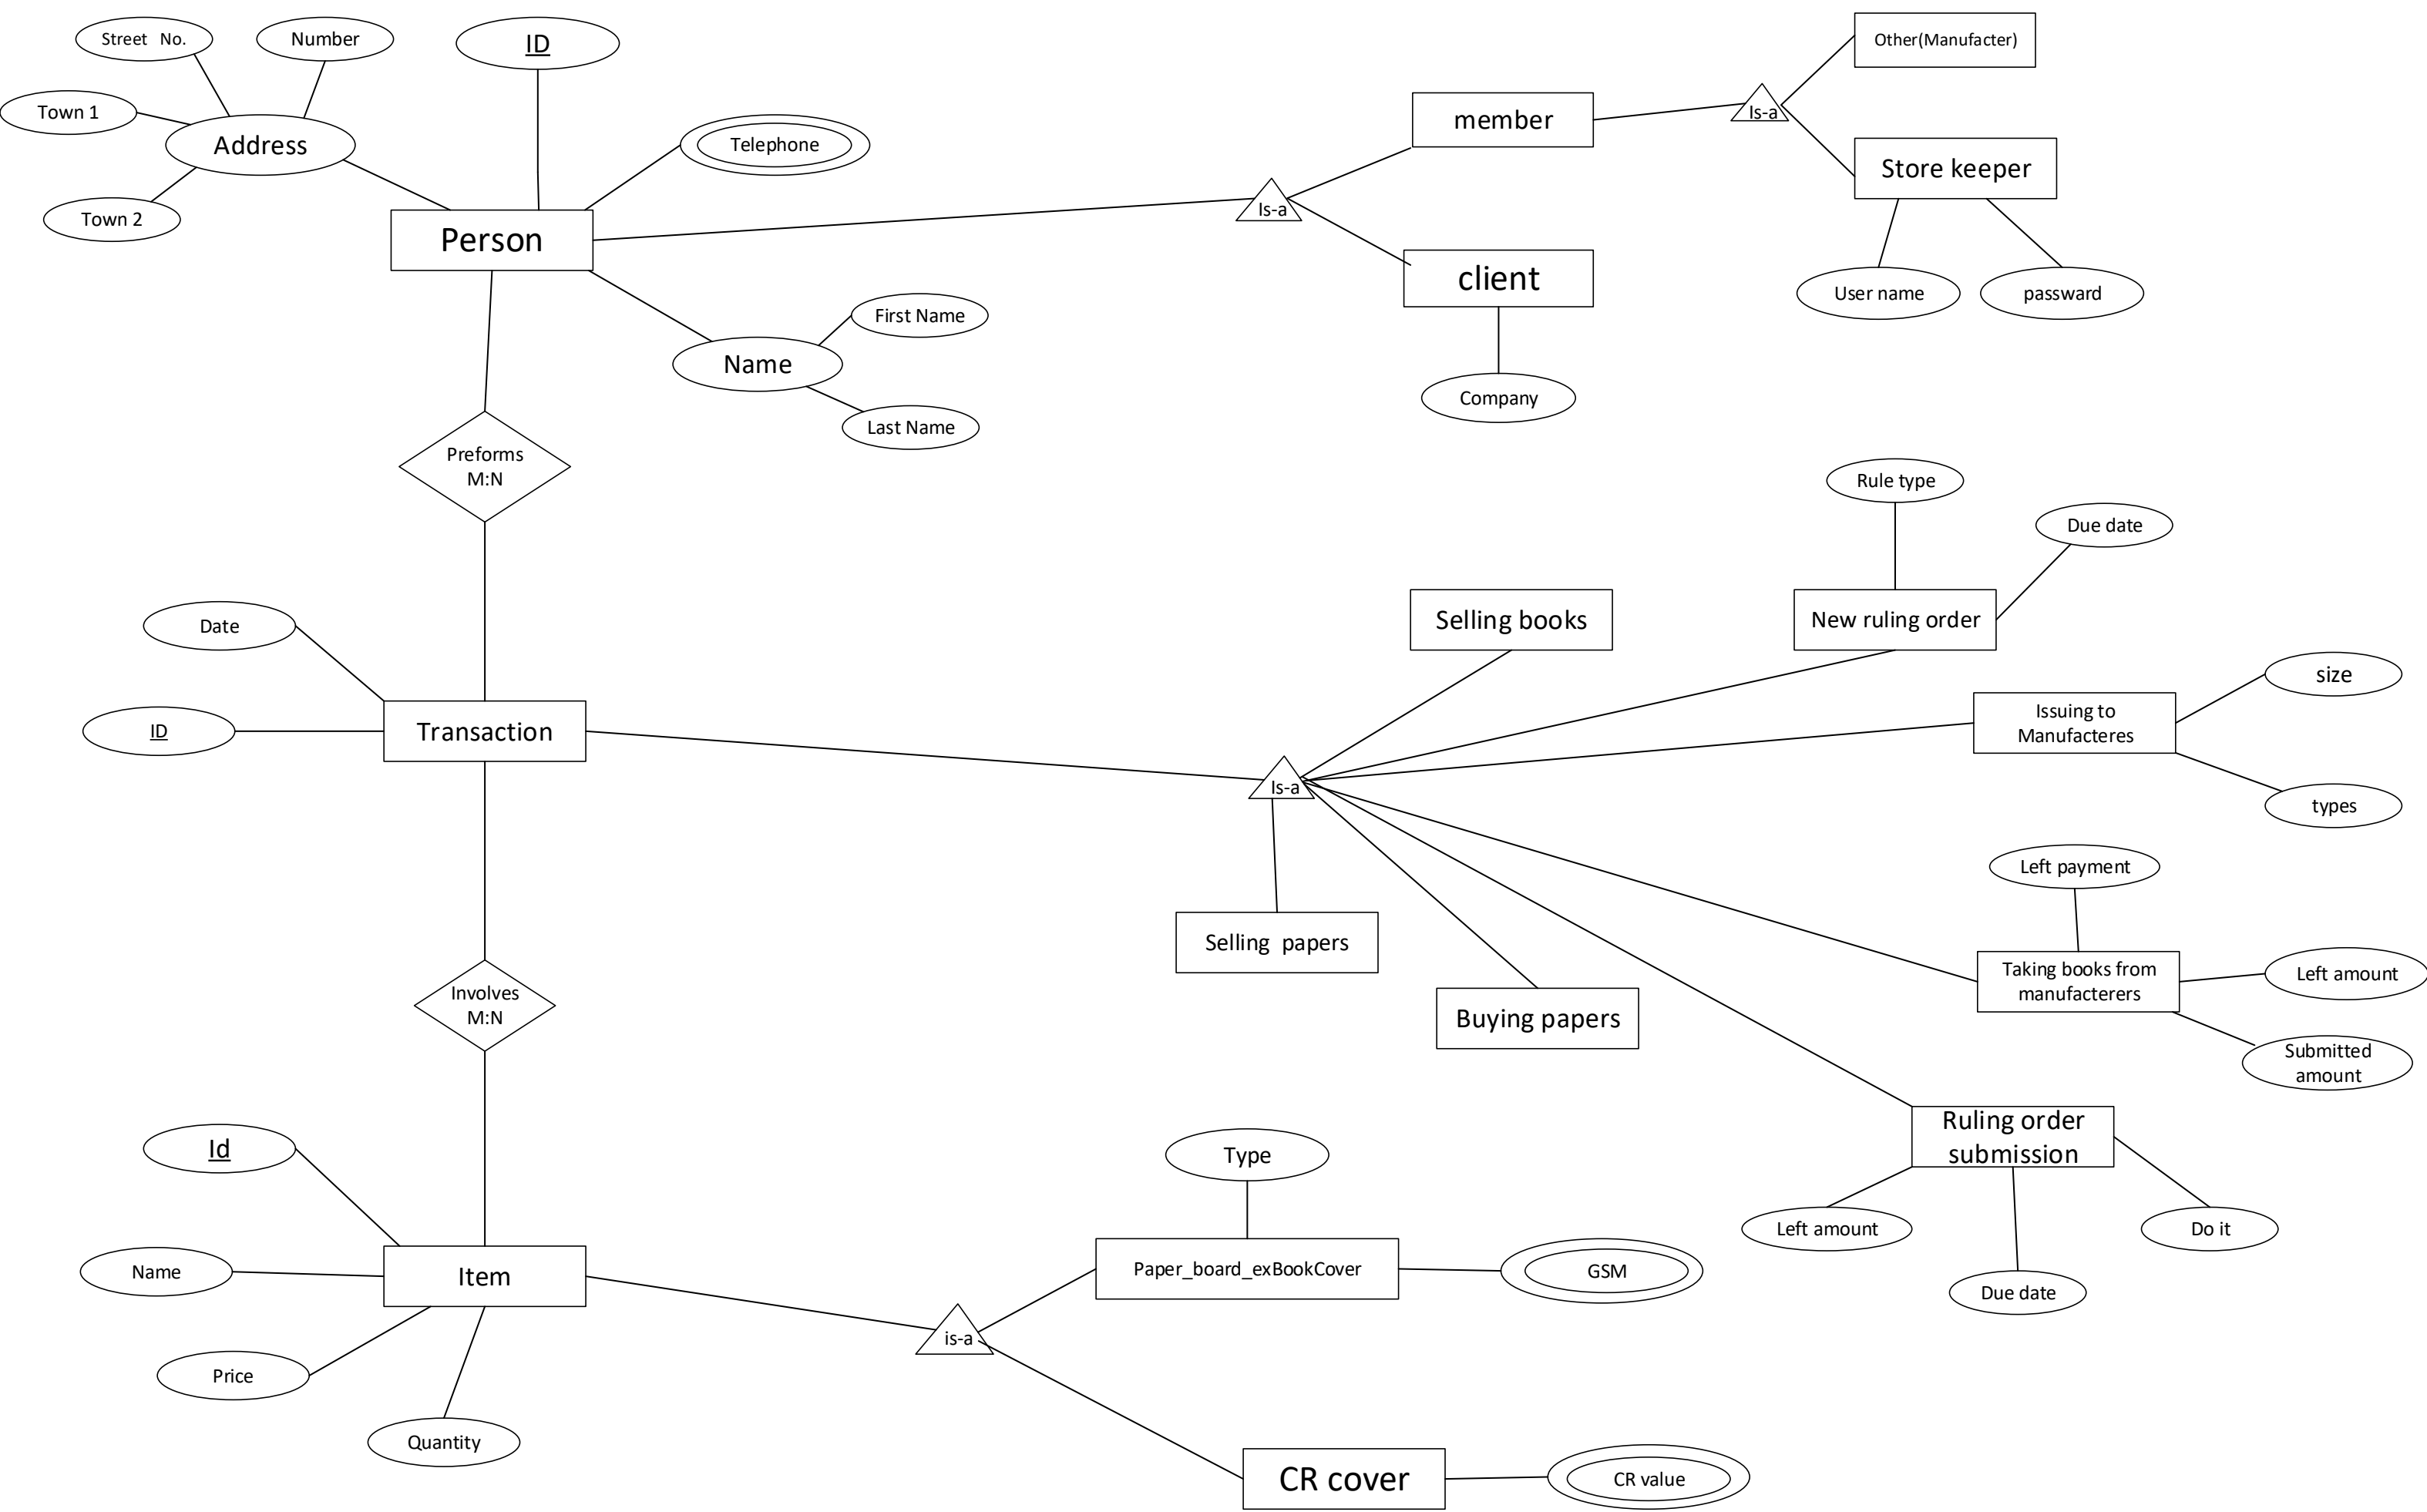 Street No.
Number
ID
Other(Manufacter)
Town 1
Address
Telephone
member
Is-a
Store keeper
Town 2
Person
Is-a
client
User name
passward
First Name
Name
Company
Last Name
Preforms
M:N
Rule type
Due date
Date
Selling books
New ruling order
size
ID
Transaction
Issuing to
Manufacteres
Is-a
types
Left payment
Selling papers
Taking books from
manufacterers
Left amount
Involves
M:N
Buying papers
Submitted
amount
Id
Type
Ruling order
submission
Left amount
Do it
Name
Item
Paper_board_exBookCover
GSM
Due date
is-a
Price
Quantity
CR cover
CR value